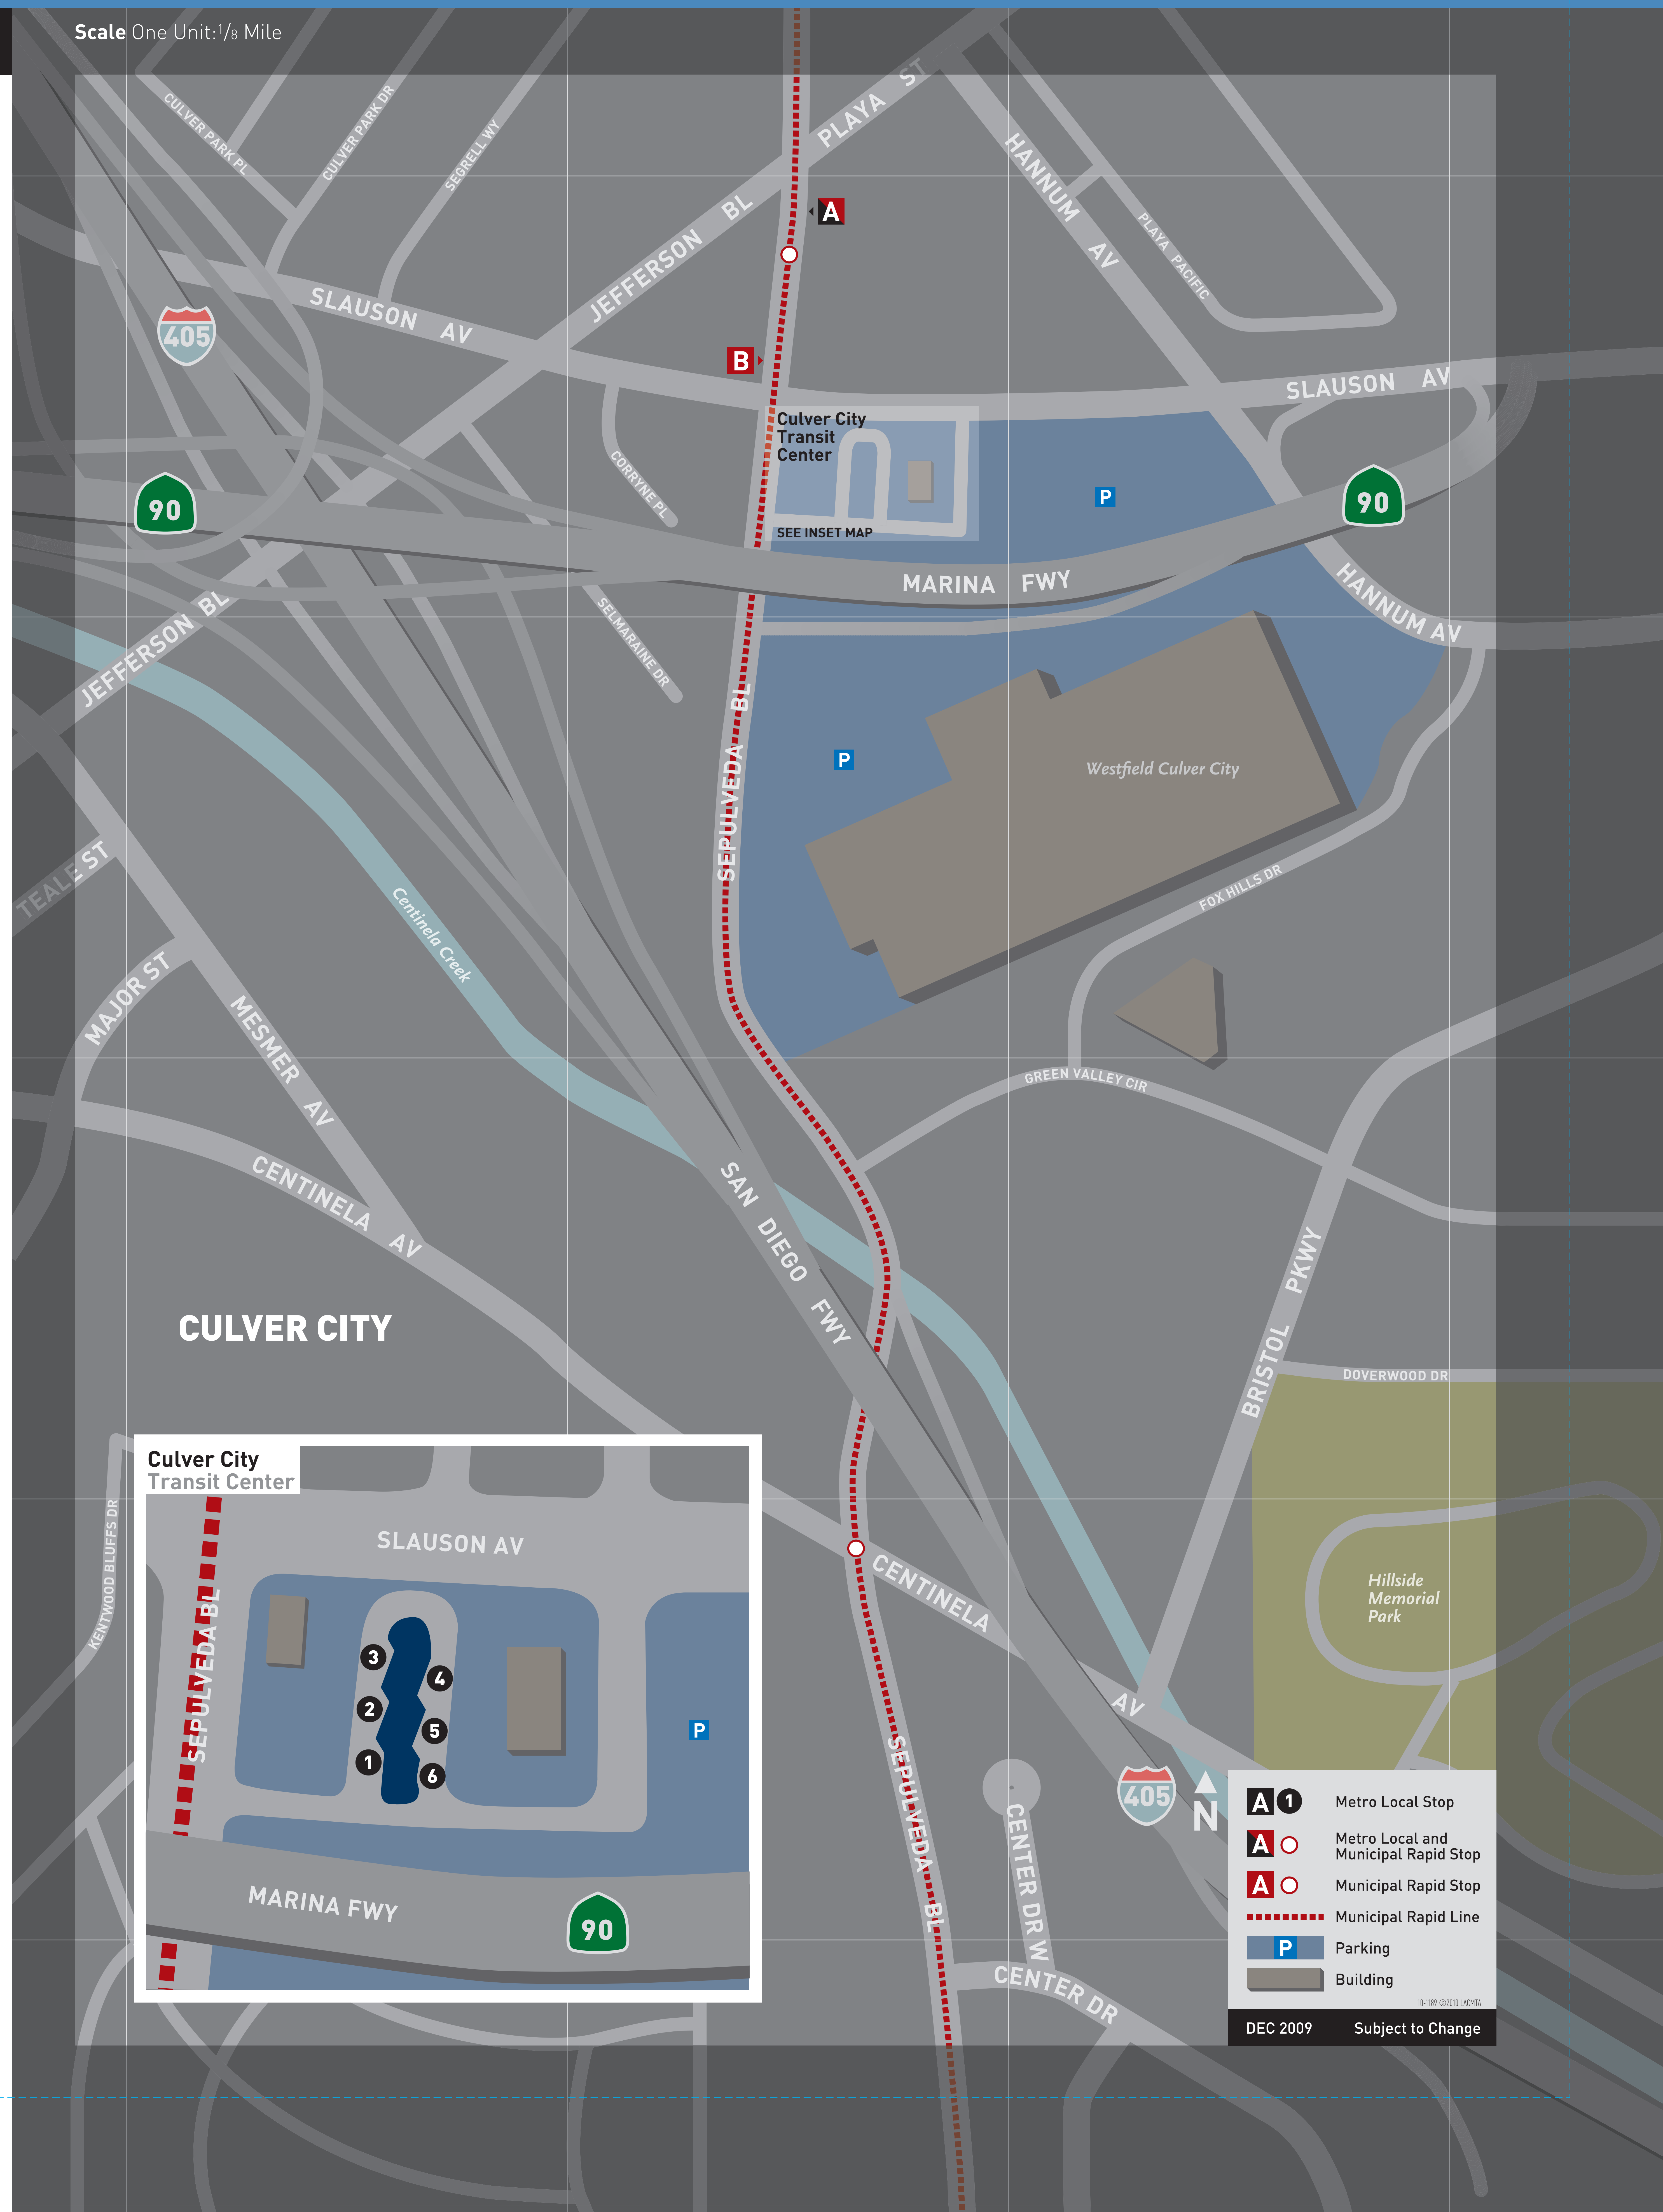 Scale One Unit:1/8 Mile
CULVER PARK PL
CULVER PARK DR
SEGRELL WY
PLAYA ST
HANNUM AV
PLAYA PACIFIC
JEFFERSON BL
A
SLAUSON AV
405
B
SLAUSON AV
Culver City
Transit
Center
SEE INSET MAP
CORRYNE PL
P
90
90
MARINA FWY
HANNUM AV
JEFFERSON BL
SELMARAINE DR
SEPULVEDA BL
P
Westfield Culver City
TEALE ST
Centinela Creek
FOX HILLS DR
MAJOR ST
MESMER AV
GREEN VALLEY CIR
CENTINELA AV
SAN DIEGO FWY
BRISTOL PKWY
CULVER CITY
DOVERWOOD DR
KENTWOOD BLUFFS DR
Culver City
Transit Center
SLAUSON AV
SEPULVEDA BL
3
4
2
5
1
6
P
MARINA FWY
90
CENTINELA AV
Hillside
Memorial
Park
SEPULVEDA BL
CENTER DR W
CENTER DR
405
N
A 1 Metro Local Stop
A Metro Local and
Municipal Rapid Stop
A Municipal Rapid Stop
Municipal Rapid Line
P Parking
Building
10-1189 ©2010 LACMTA
DEC 2009 Subject to Change